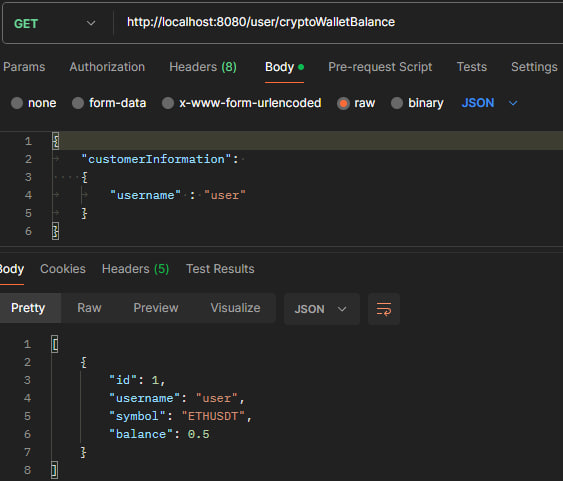 GET http://localhost:8080/user/cryptoWalletBalance
Params Authorization Headers (8) Body Pre-request Script Tests Settings
none form-data x-www-form-urlencoded raw binary JSON
1 {
2 "customerInformation":
3 {
4 "username" : "user"
5 }
6 }
Body Cookies Headers (5) Test Results
Pretty Raw Preview Visualize JSON
1 [
2 {
3 "id": 1,
4 "username": "user",
5 "symbol": "ETHUSDT",
6 "balance": 0.5
7 }
8 ]